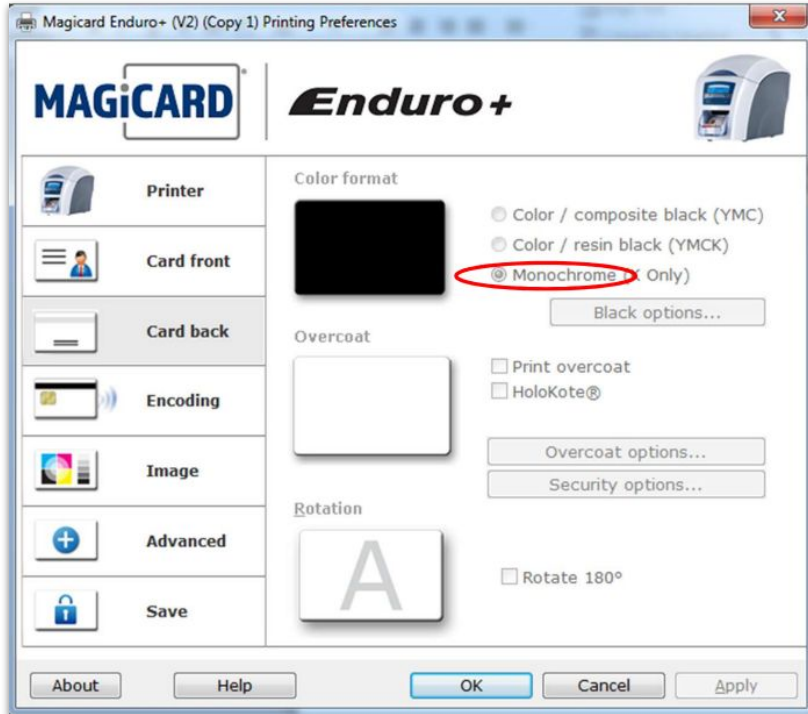 Magicard Enduro+ (V2) (Copy 1) Printing Preferences
MAGiCARD
Enduro+
Printer
Card front
Card back
Encoding
Image
Advanced
Save
Color format
Color / composite black (YMC)
Color / resin black (YMCK)
Monochrome (K Only)
Black options...
Overcoat
Print overcoat
HoloKote®
Overcoat options...
Security options...
Rotation
A
Rotate 180°
About
Help
OK
Cancel
Apply